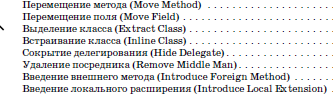 Перемещение метода (Move Method) . . . . . . . . . . . . . . . . . . . .
Перемещение поля (Move Field) . . . . . . . . . . . . . . . . . . . . . . .
Выделение класса (Extract Class) . . . . . . . . . . . . . . . . . . . . . .
Встраивание класса (Inline Class) . . . . . . . . . . . . . . . . . . . . . .
Сокрытие делегирования (Hide Delegate) . . . . . . . . . . . . . . .
Удаление посредника (Remove Middle Man) . . . . . . . . . . . . . .
Введение внешнего метода (Introduce Foreign Method) . . . . .
Введение локального расширения (Introduce Local Extension) .